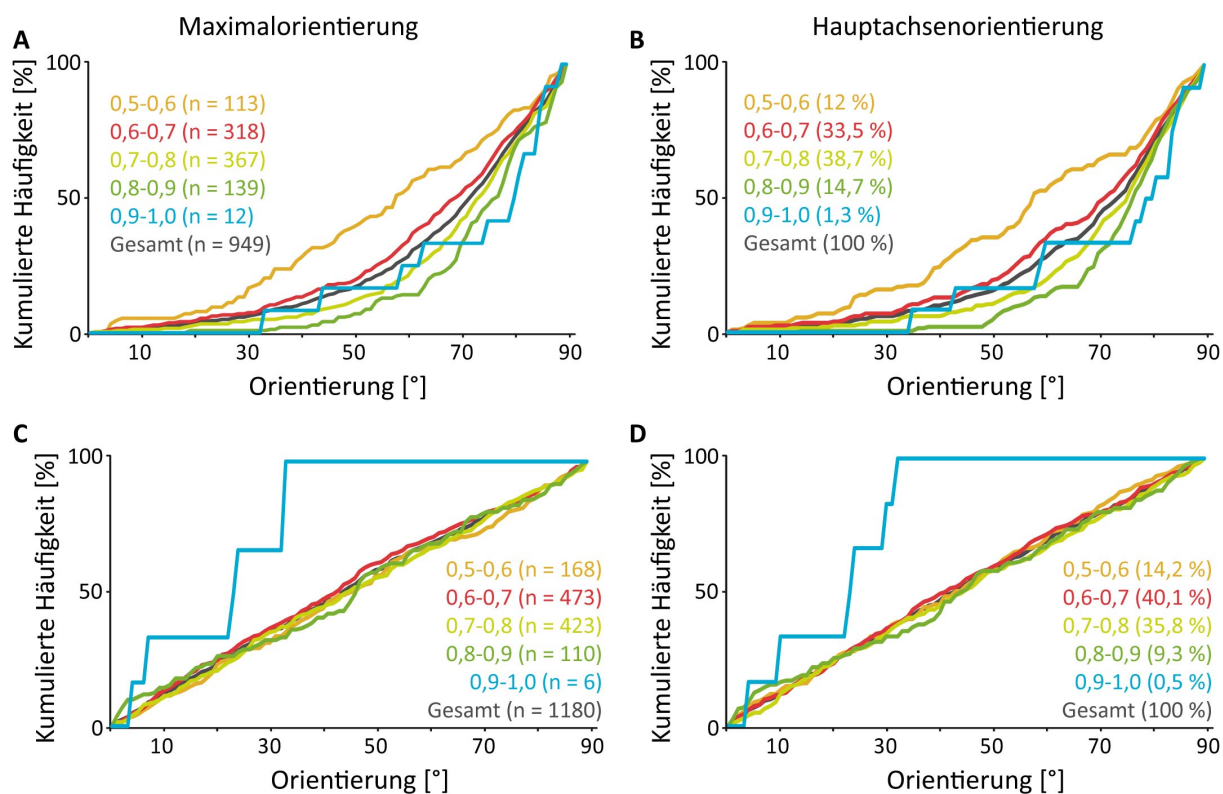 Maximalorientierung
Hauptachsenorientierung
A
Kumulierte Häufigkeit [%]
100
50
0
0,5-0,6 (n = 113)
0,6-0,7 (n = 318)
0,7-0,8 (n = 367)
0,8-0,9 (n = 139)
0,9-1,0 (n = 12)
Gesamt (n = 949)
10 30 50 70 90
Orientierung [°]
B
Kumulierte Häufigkeit [%]
100
50
0
0,5-0,6 (12 %)
0,6-0,7 (33,5 %)
0,7-0,8 (38,7 %)
0,8-0,9 (14,7 %)
0,9-1,0 (1,3 %)
Gesamt (100 %)
10 30 50 70 90
Orientierung [°]
C
Kumulierte Häufigkeit [%]
100
50
0
0,5-0,6 (n = 168)
0,6-0,7 (n = 473)
0,7-0,8 (n = 423)
0,8-0,9 (n = 110)
0,9-1,0 (n = 6)
Gesamt (n = 1180)
10 30 50 70 90
Orientierung [°]
D
Kumulierte Häufigkeit [%]
100
50
0
0,5-0,6 (14,2 %)
0,6-0,7 (40,1 %)
0,7-0,8 (35,8 %)
0,8-0,9 (9,3 %)
0,9-1,0 (0,5 %)
Gesamt (100 %)
10 30 50 70 90
Orientierung [°]